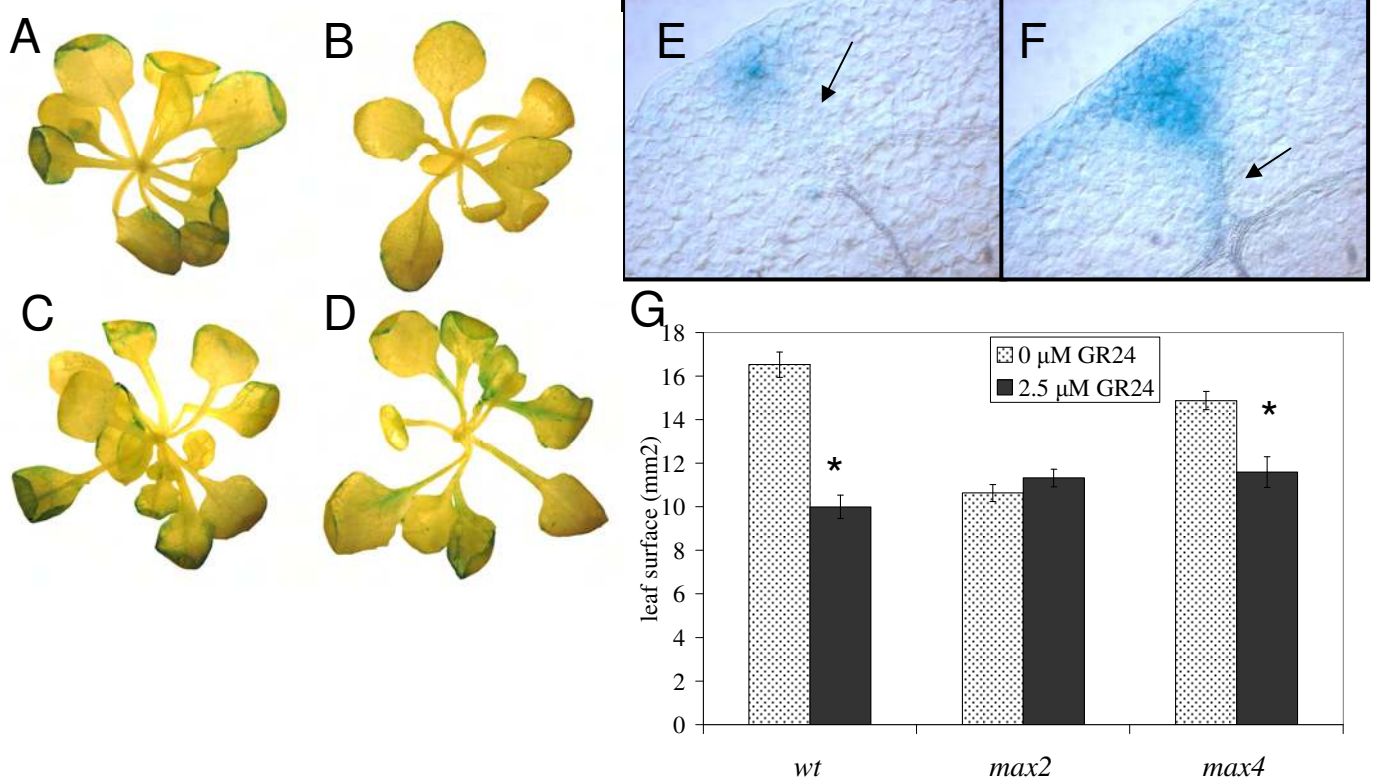 A
B
C
D
E
F
G
18
16
14
12
10
8
6
4
2
0
leaf surface (mm2)
0 μM GR24
2.5 μM GR24
*
*
wt
max2
max4